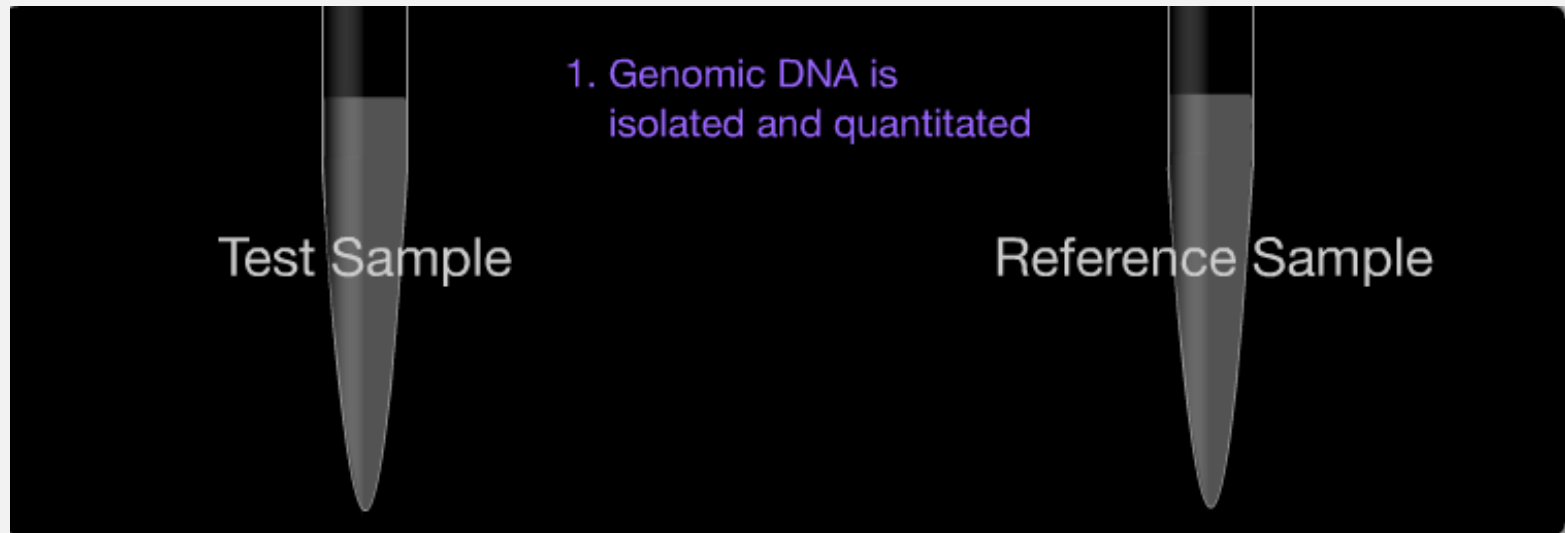 1. Genomic DNA is
isolated and quantitated
Test Sample
Reference Sample